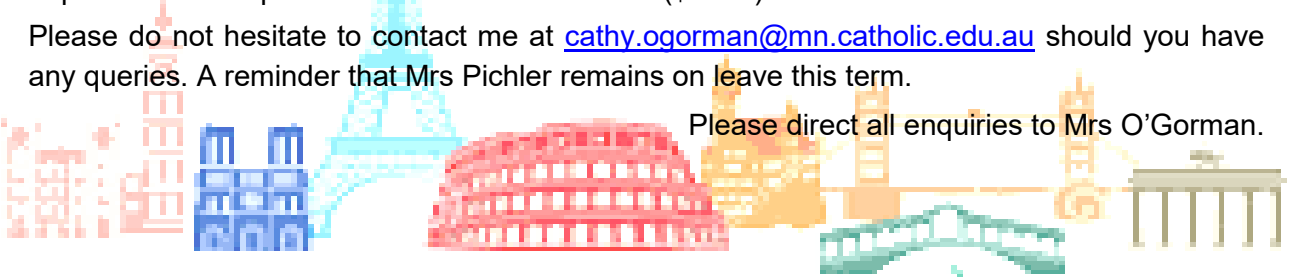 Please do not hesitate to contact me at cathy.ogorman@mn.catholic.edu.au should you have
any queries. A reminder that Mrs Pichler remains on leave this term.
Please direct all enquiries to Mrs O’Gorman.